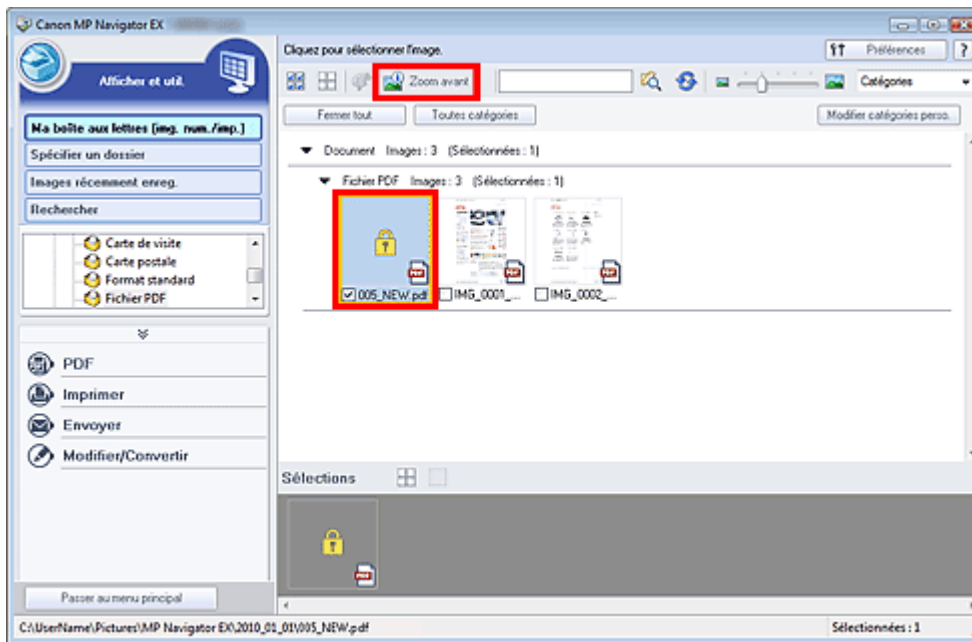 Canon MP Navigator EX
Afficher et util.
Ma boîte aux lettres [img. num./imp.]
Spécifier un dossier
Images récemment enreg.
Rechercher
Carte de visite
Carte postale
Format standard
Fichier PDF
PDF
Imprimer
Envoyer
Modifier/Convertir
Passer au menu principal
Cliquez pour sélectionner l'image.
Préférences
?
Zoom avant
Catégories
Fermer tout
Toutes catégories
Modifier catégories perso.
Document Images : 3 (Sélectionnées : 1)
Fichier PDF Images : 3 (Sélectionnées : 1)
005_NEW.pdf
IMG_0001_...
IMG_0002_...
Sélections
C:\UserName\Pictures\MP Navigator EX\2010_01_01\005_NEW.pdf
Sélectionnées : 1